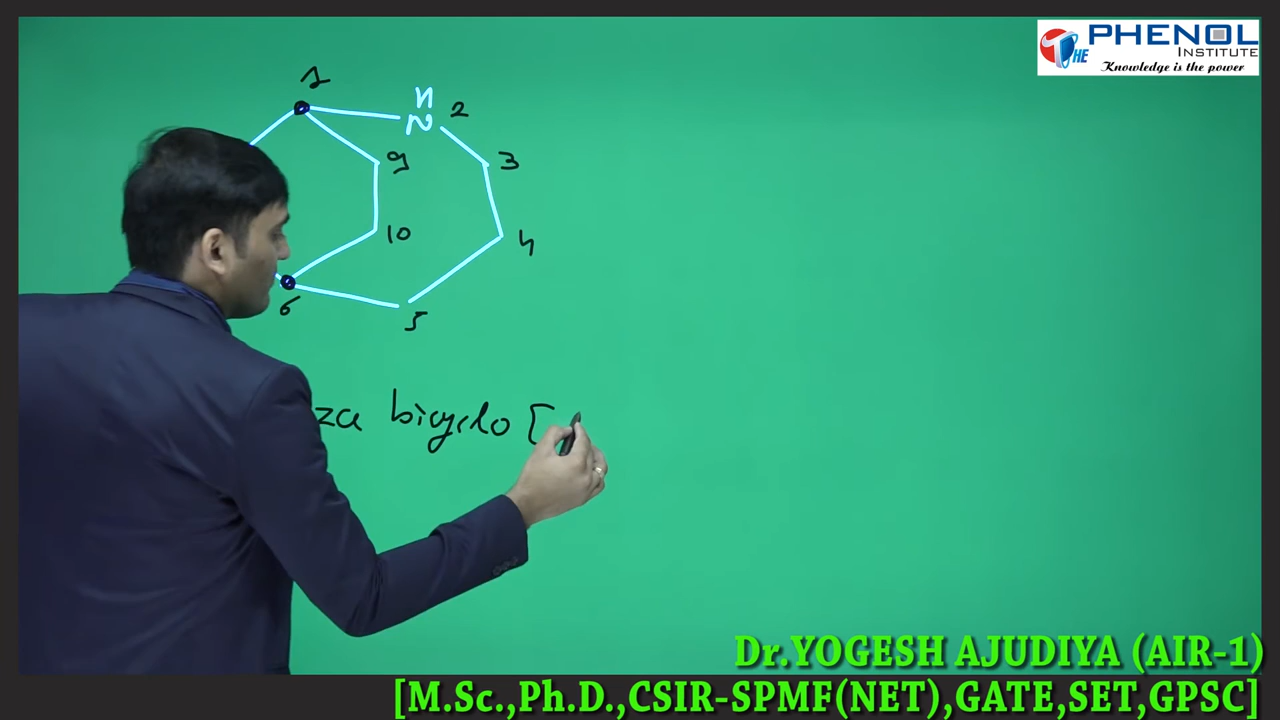 THE PHENOL
INSTITUTE
Knowledge is the power
1
H
N 2
9 3
10 4
6
5
za bicyclo [
Dr.YOGESH AJUDIYA (AIR-1)
[M.Sc.,Ph.D.,CSIR-SPMF(NET),GATE,SET,GPSC]